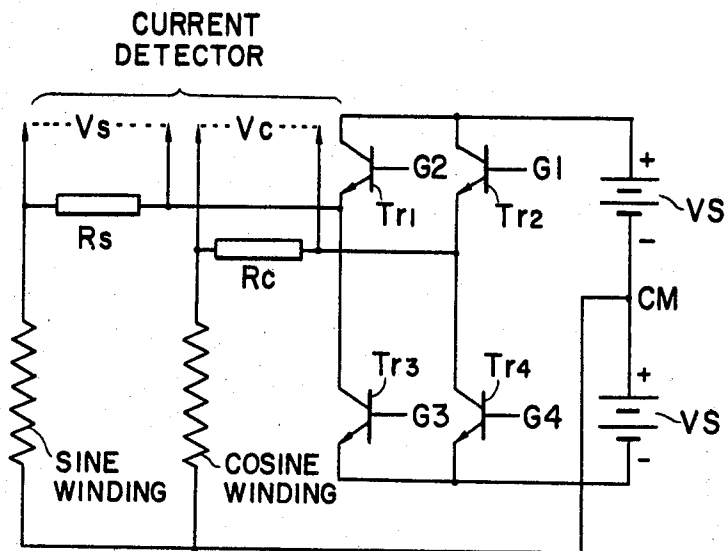 CURRENT
DETECTOR
Vs
Vc
G2
G1
+
Tr1
Tr2
VS
-
Rs
Rc
CM
Tr3
Tr4
+
G3
G4
VS
-
SINE
WINDING
COSINE
WINDING